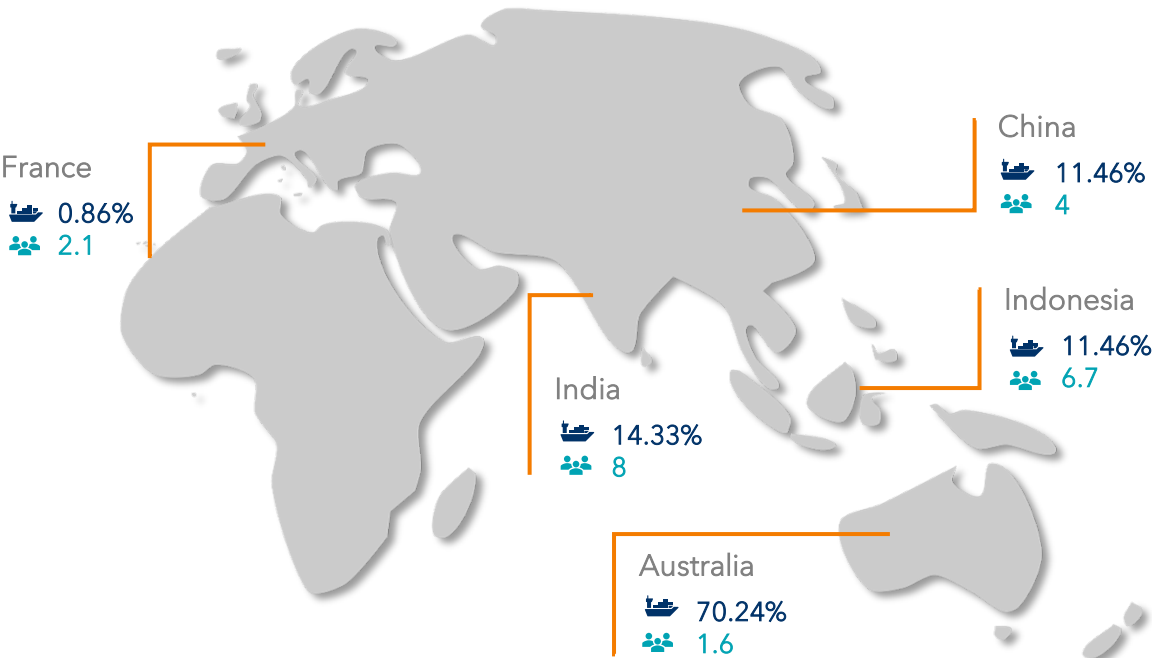 China
11.46%
4
France
0.86%
2.1
Indonesia
11.46%
6.7
India
14.33%
8
Australia
70.24%
1.6